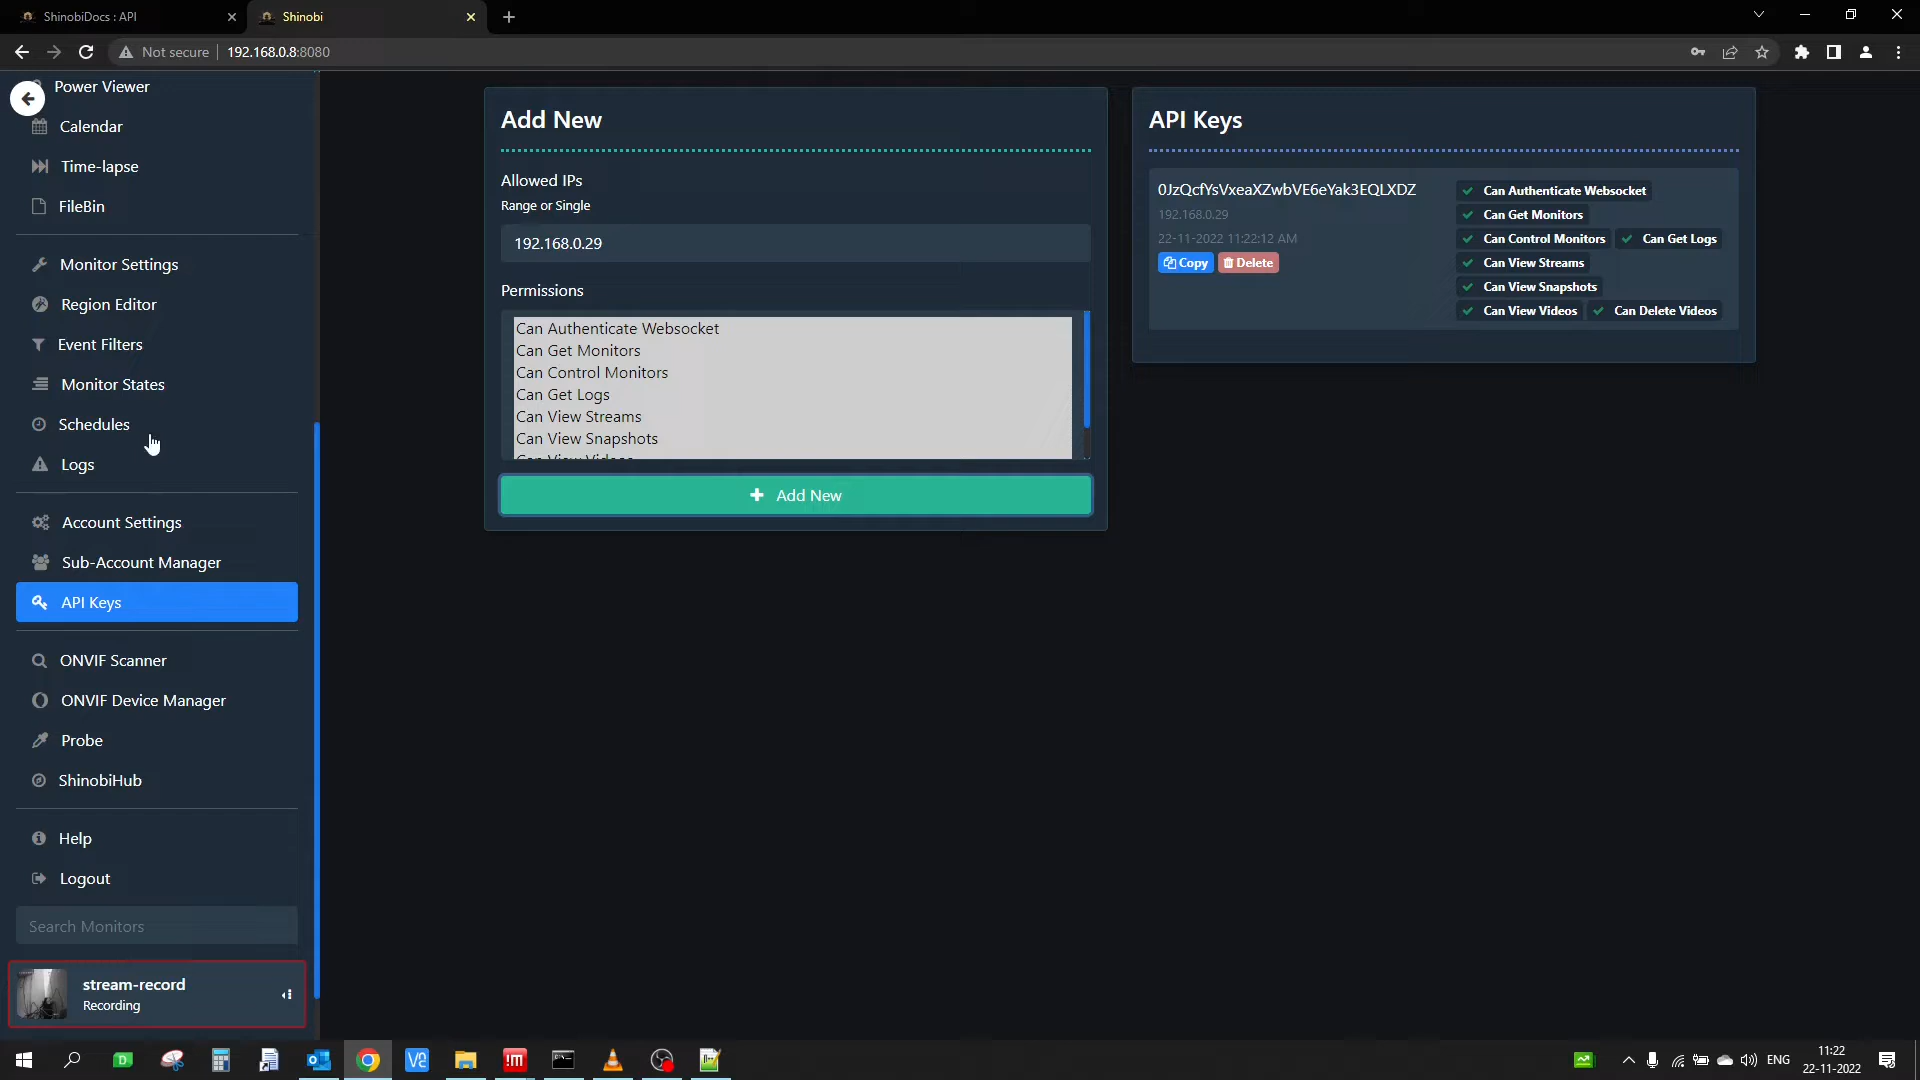 ShinobiDocs : API
Shinobi
Not secure
192.168.0.8:8080
Power Viewer
Calendar
Time-lapse
FileBin
Monitor Settings
Region Editor
Event Filters
Monitor States
Schedules
Logs
Account Settings
Sub-Account Manager
API Keys
ONVIF Scanner
ONVIF Device Manager
Probe
ShinobiHub
Help
Logout
Search Monitors
stream-record
Recording
Add New
Allowed IPs
Range or Single
192.168.0.29
Permissions
Can Authenticate Websocket
Can Get Monitors
Can Control Monitors
Can Get Logs
Can View Streams
Can View Snapshots
Can View Videos
Add New
API Keys
0JzQcfYsVxeaXZwbVE6eYak3EQLXDZ
192.168.0.29
22-11-2022 11:22:12 AM
Copy Delete
Can Authenticate Websocket
Can Get Monitors
Can Control Monitors Can Get Logs
Can View Streams
Can View Snapshots
Can View Videos Can Delete Videos
ENG
11:22
22-11-2022